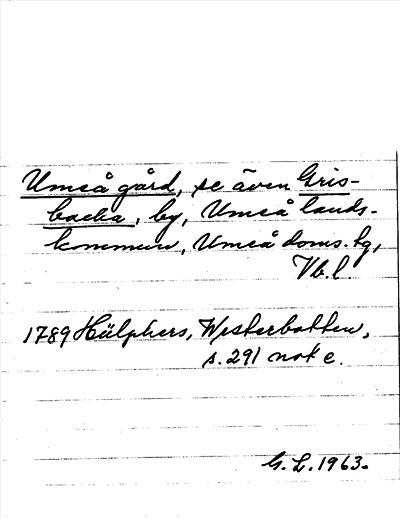 Umeå gård, se även Gris-
backa, by, Umeå lands-
kommun, Umeå doms. tg,
Vb. l.
1789 Hülphers, Westerbotten,
s. 291 not e.
G. L. 1963.